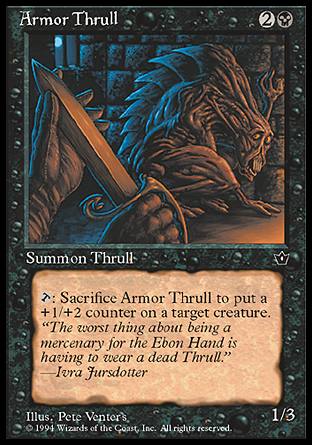 Armor Thrull 2
Summon Thrull
: Sacrifice Armor Thrull to put a
+1/+2 counter on a target creature.
"The worst thing about being a
mercenary for the Ebon Hand is
having to wear a dead Thrull."
—Ivra Jursdotter
Illus. Pete Venters
© 1994 Wizards of the Coast, Inc. All rights reserved. 1/3